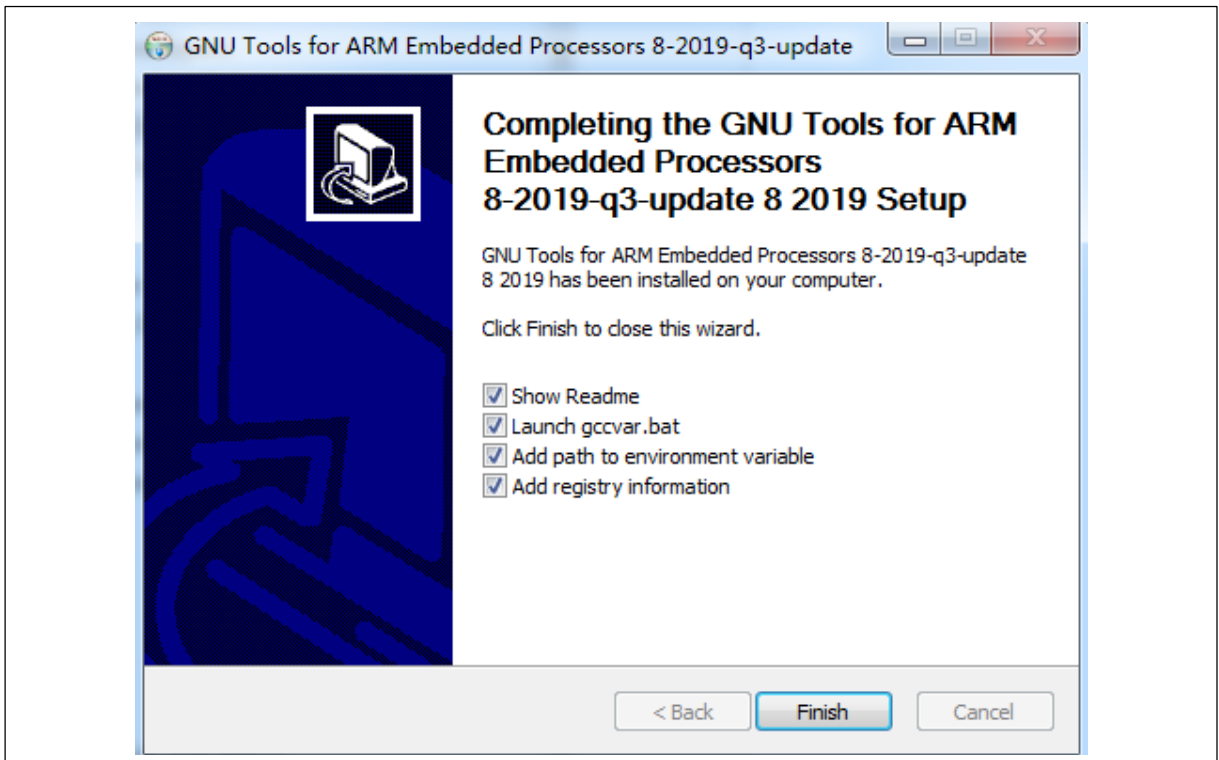 GNU Tools for ARM Embedded Processors 8-2019-q3-update
Completing the GNU Tools for ARM
Embedded Processors
8-2019-q3-update 8 2019 Setup
GNU Tools for ARM Embedded Processors 8-2019-q3-update
8 2019 has been installed on your computer.
Click Finish to close this wizard.
Show Readme
Launch gccvar.bat
Add path to environment variable
Add registry information
< Back Finish Cancel